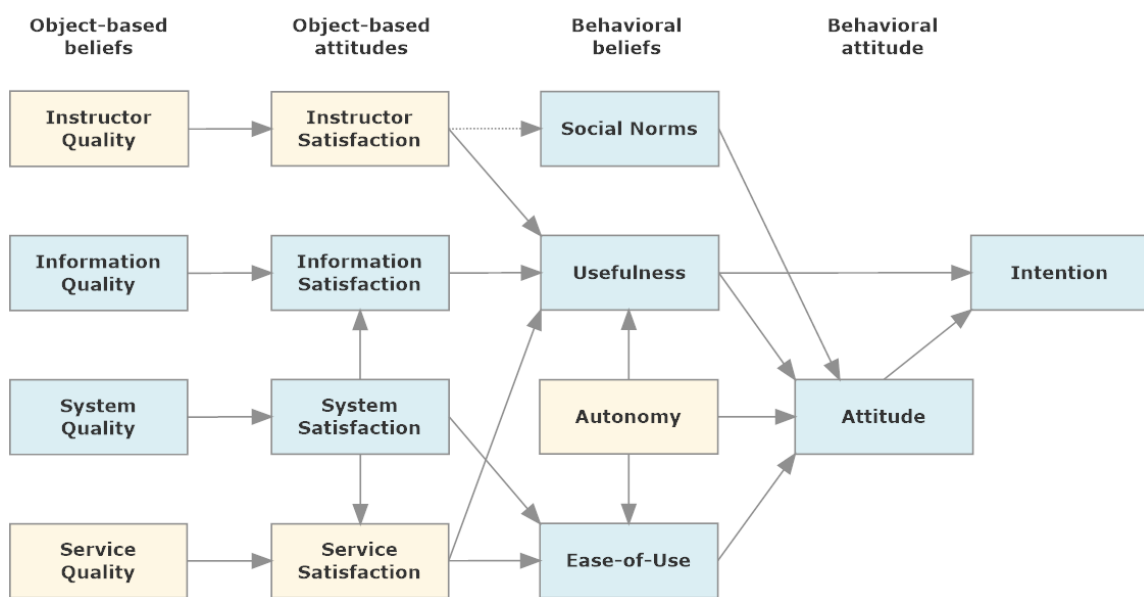 Object-based
beliefs
Object-based
attitudes
Behavioral
beliefs
Behavioral
attitude
Instructor
Quality
Instructor
Satisfaction
Social Norms
Information
Quality
Information
Satisfaction
Usefulness
Intention
System
Quality
System
Satisfaction
Autonomy
Attitude
Service
Quality
Service
Satisfaction
Ease-of-Use